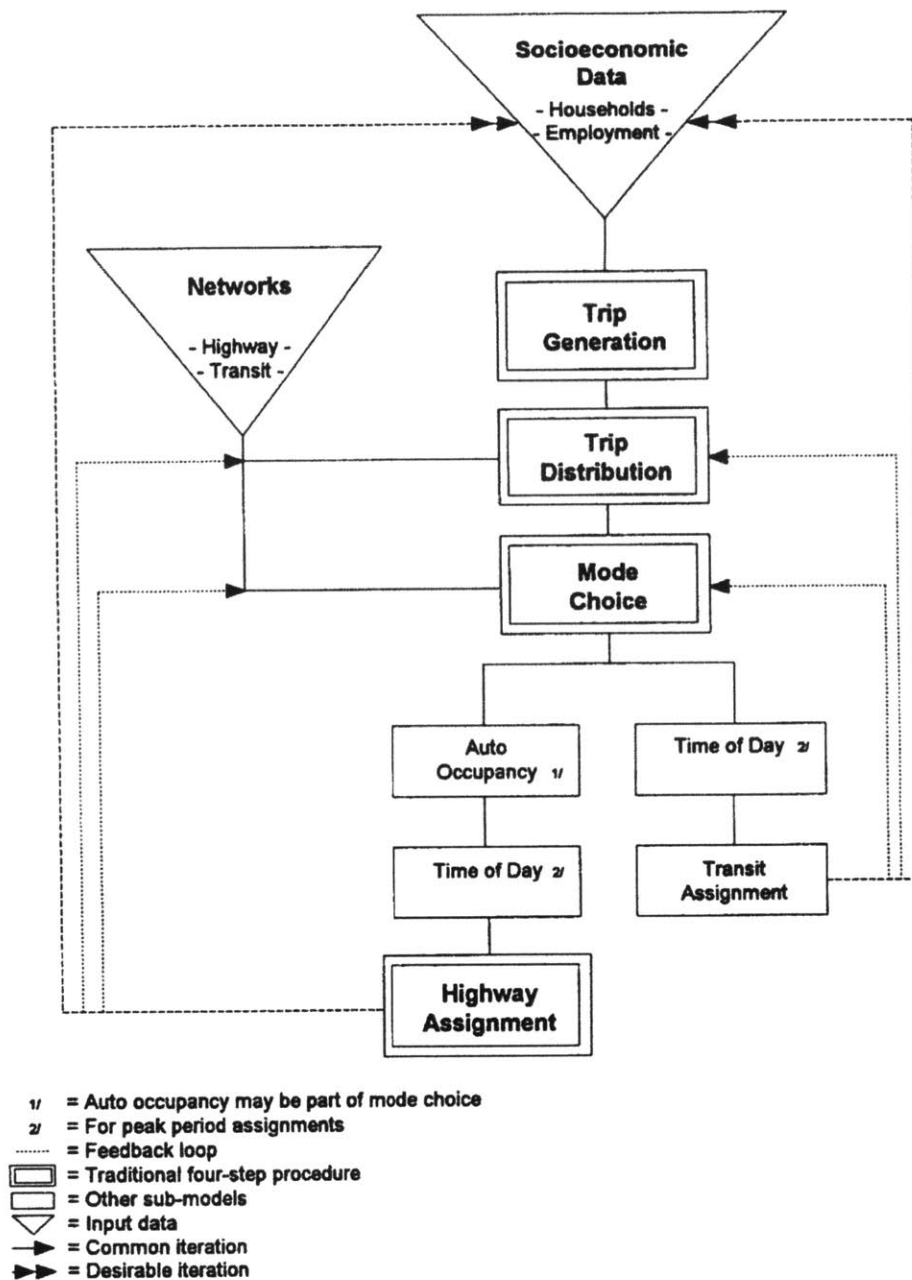 Socioeconomic
Data
- Households -
- Employment -
Networks
- Highway -
- Transit -
Trip
Generation
Trip
Distribution
Mode
Choice
Auto
Occupancy 1/
Time of Day 2/
Time of Day 2/
Transit
Assignment
Highway
Assignment
1/ = Auto occupancy may be part of mode choice
2/ = For peak period assignments
= Feedback loop
= Traditional four-step procedure
= Other sub-models
= Input data
= Common iteration
= Desirable iteration